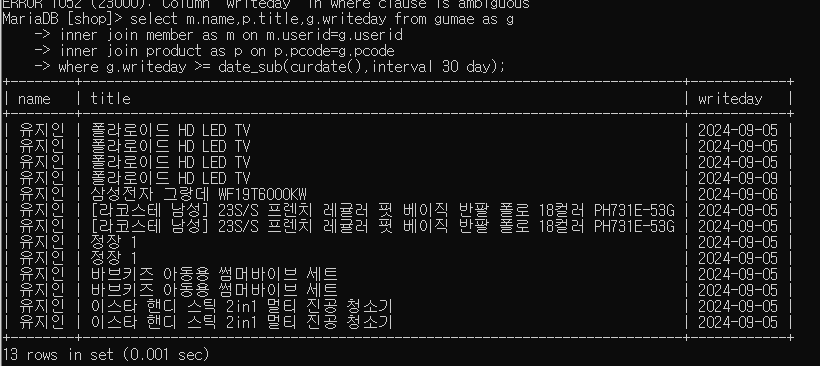 ERROR 1052 (23000): Column 'writeday' in where clause is ambiguous
MariaDB [shop]> select m.name,p.title,g.writeday from gumae as g
    -> inner join member as m on m.userid=g.userid
    -> inner join product as p on p.pcode=g.pcode
    -> where g.writeday >= date_sub(curdate(),interval 30 day);
| name | title | writeday |
| 유지인 | 폴라로이드 HD LED TV | 2024-09-05 |
| 유지인 | 폴라로이드 HD LED TV | 2024-09-05 |
| 유지인 | 폴라로이드 HD LED TV | 2024-09-05 |
| 유지인 | 폴라로이드 HD LED TV | 2024-09-09 |
| 유지인 | 삼성전자 그랑데 WF19T6000KW | 2024-09-06 |
| 유지인 | [라코스테 남성] 23S/S 프렌치 레귤러 핏 베이직 반팔 폴로 18컬러 PH731E-53G | 2024-09-05 |
| 유지인 | [라코스테 남성] 23S/S 프렌치 레귤러 핏 베이직 반팔 폴로 18컬러 PH731E-53G | 2024-09-05 |
| 유지인 | 정장 1 | 2024-09-05 |
| 유지인 | 정장 1 | 2024-09-05 |
| 유지인 | 바브키즈 아동용 썸머바이브 세트 | 2024-09-05 |
| 유지인 | 바브키즈 아동용 썸머바이브 세트 | 2024-09-05 |
| 유지인 | 이스타 핸디 스틱 2in1 멀티 진공 청소기 | 2024-09-05 |
| 유지인 | 이스타 핸디 스틱 2in1 멀티 진공 청소기 | 2024-09-05 |
13 rows in set (0.001 sec)